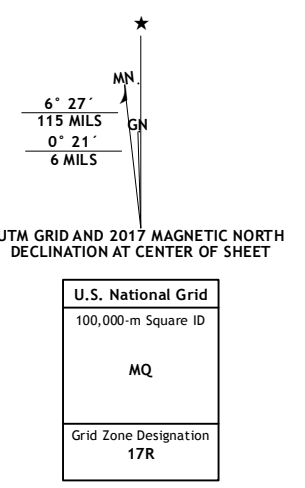 MN
6° 27´
115 MILS
GN
0° 21´
6 MILS
UTM GRID AND 2017 MAGNETIC NORTH
DECLINATION AT CENTER OF SHEET
U.S. National Grid
100,000-m Square ID
MQ
Grid Zone Designation
17R